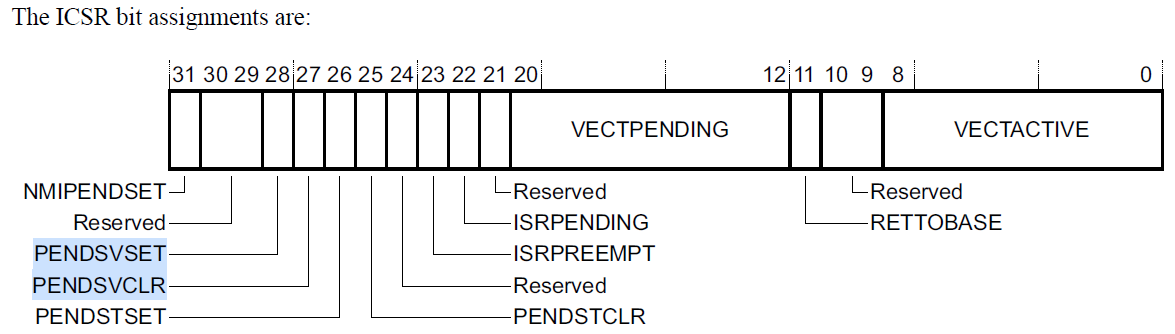 The ICSR bit assignments are:
31 30 29 28 27 26 25 24 23 22 21 20 12 11 10 9 8 0
VECTPENDING VECTACTIVE
NMIPENDSET Reserved Reserved
Reserved ISRPENDING RETTOBASE
PENDSVSET ISRPREEMPT
PENDSVCLR Reserved
PENDSTSET PENDSTCLR